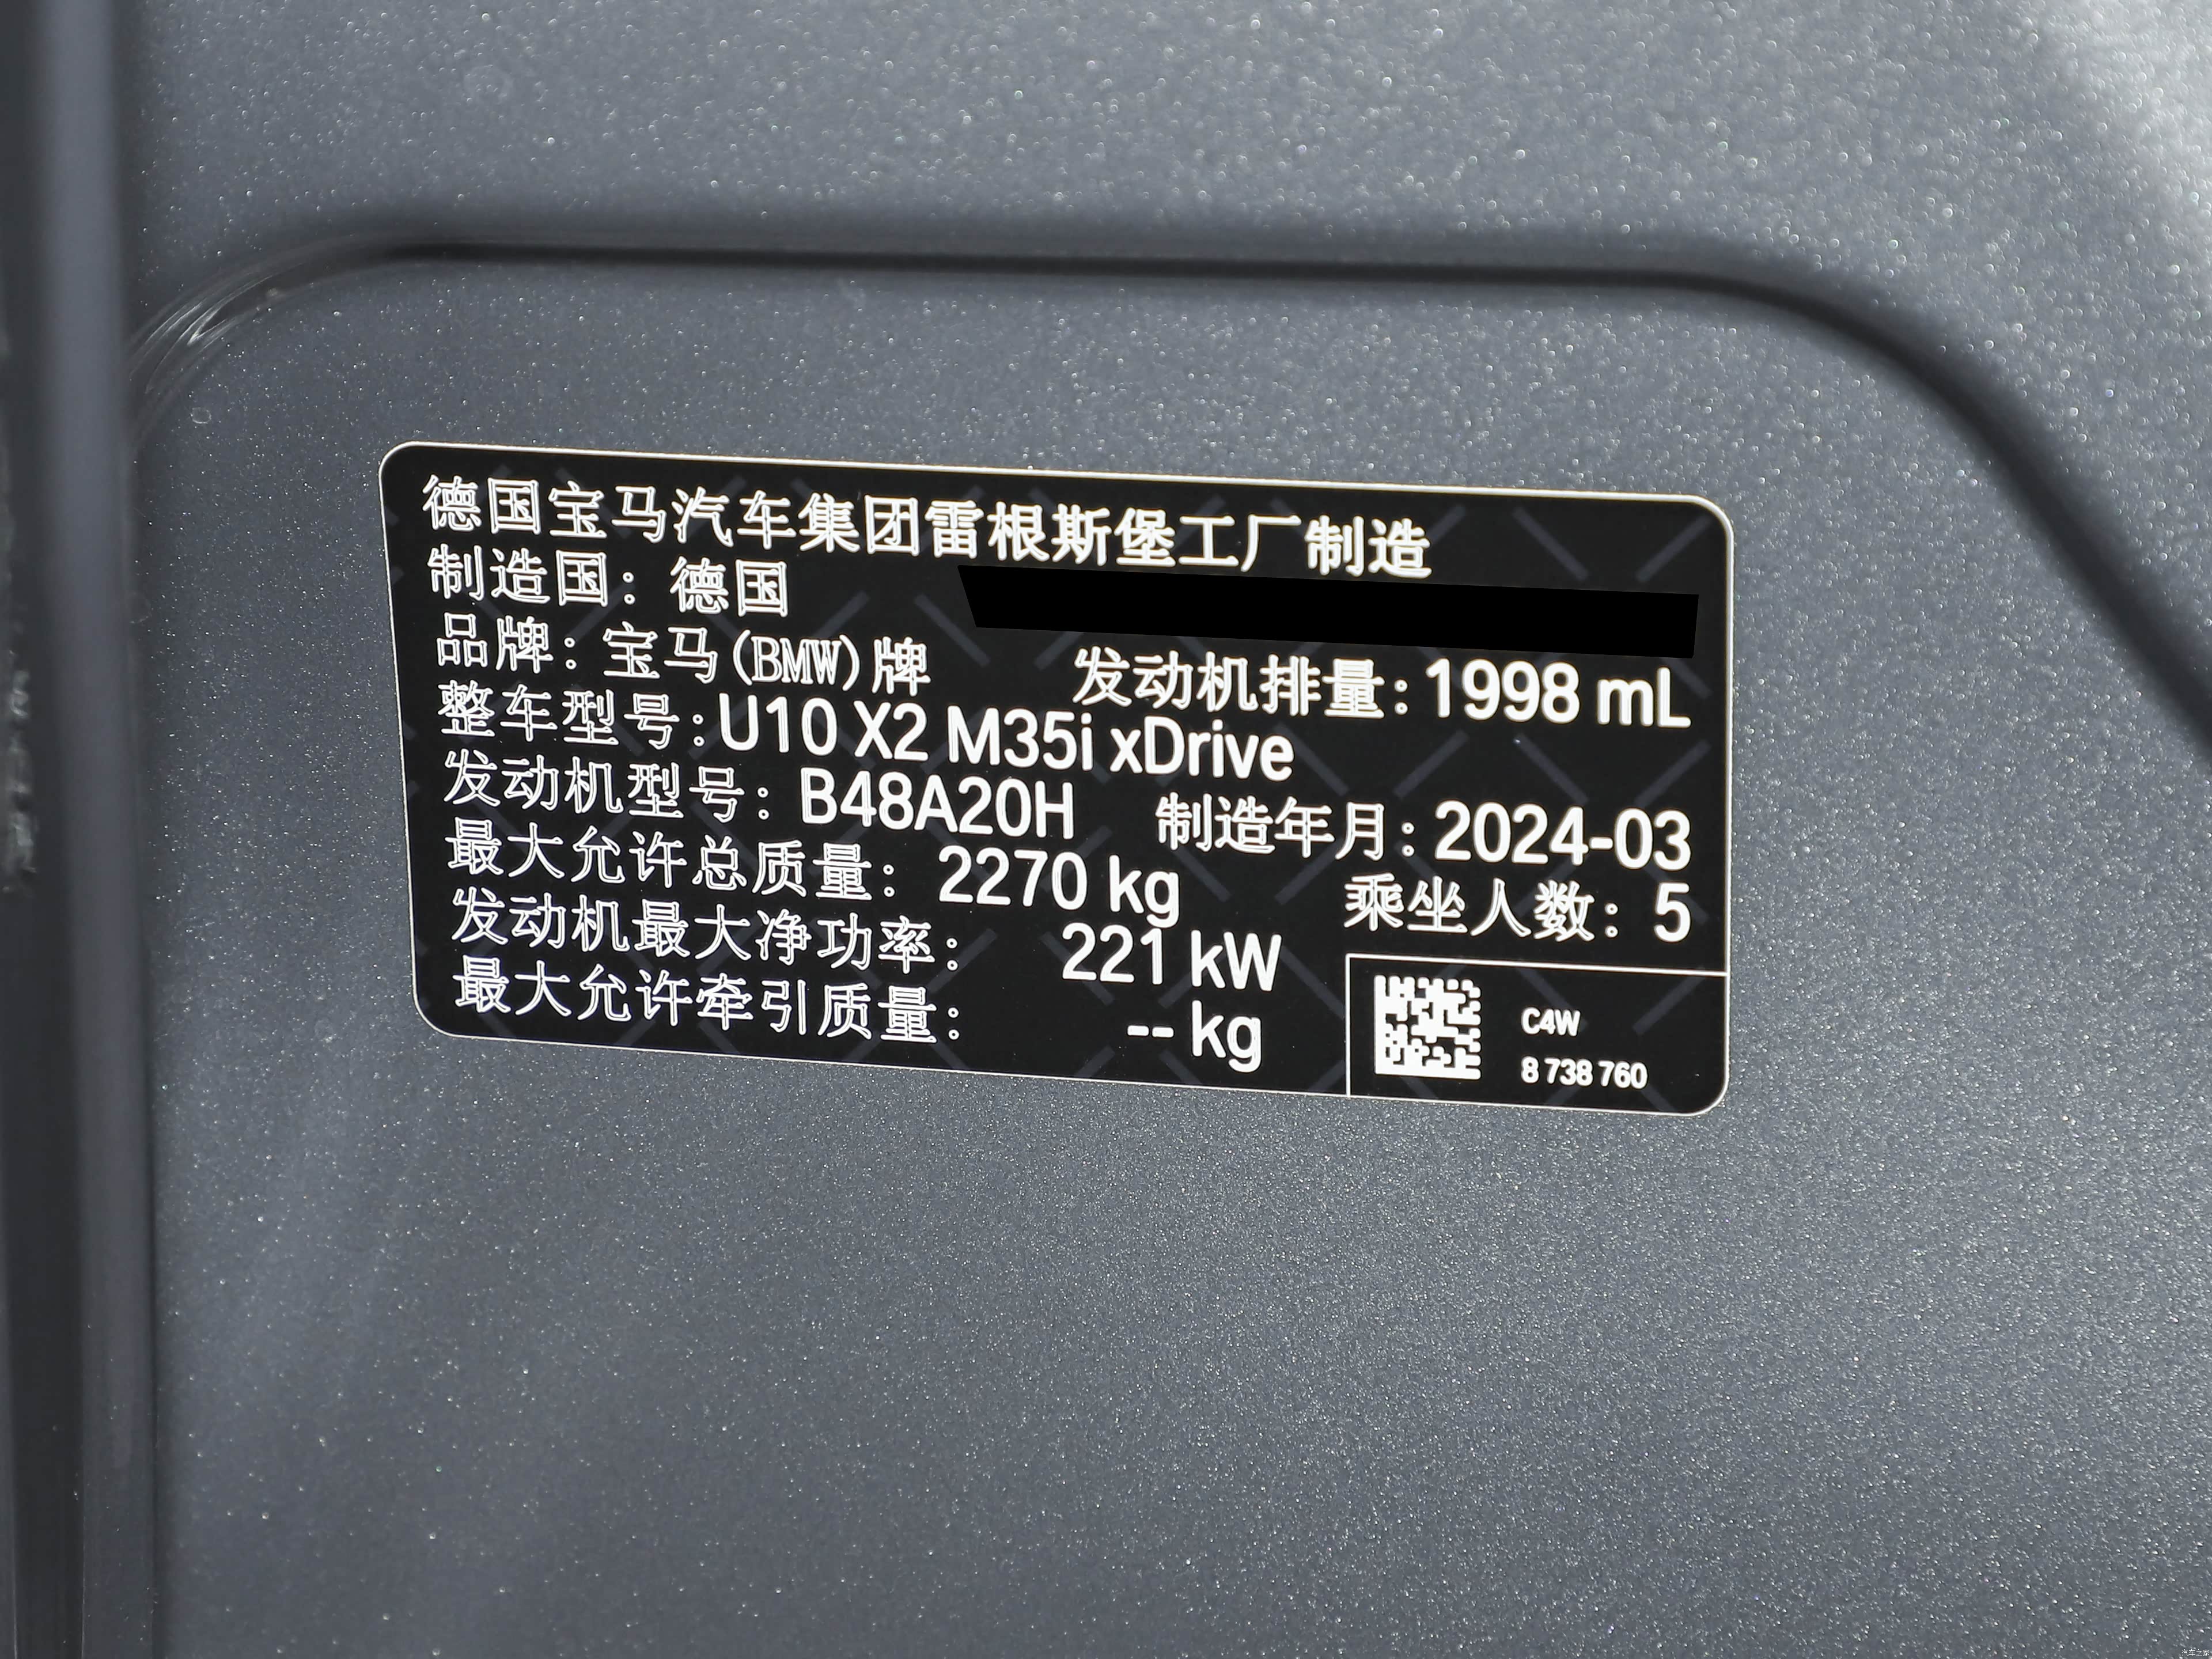 德国宝马汽车集团雷根斯堡工厂制造
制造国：德国
品牌：宝马(BMW)牌 发动机排量：1998 mL
整车型号：U10 X2 M35i xDrive
发动机型号：B48A20H 制造年月：2024-03
最大允许总质量：2270 kg 乘坐人数：5
发动机最大净功率：221 kW
最大允许牵引质量：-- kg
C4W
8 738 760
汽车之家